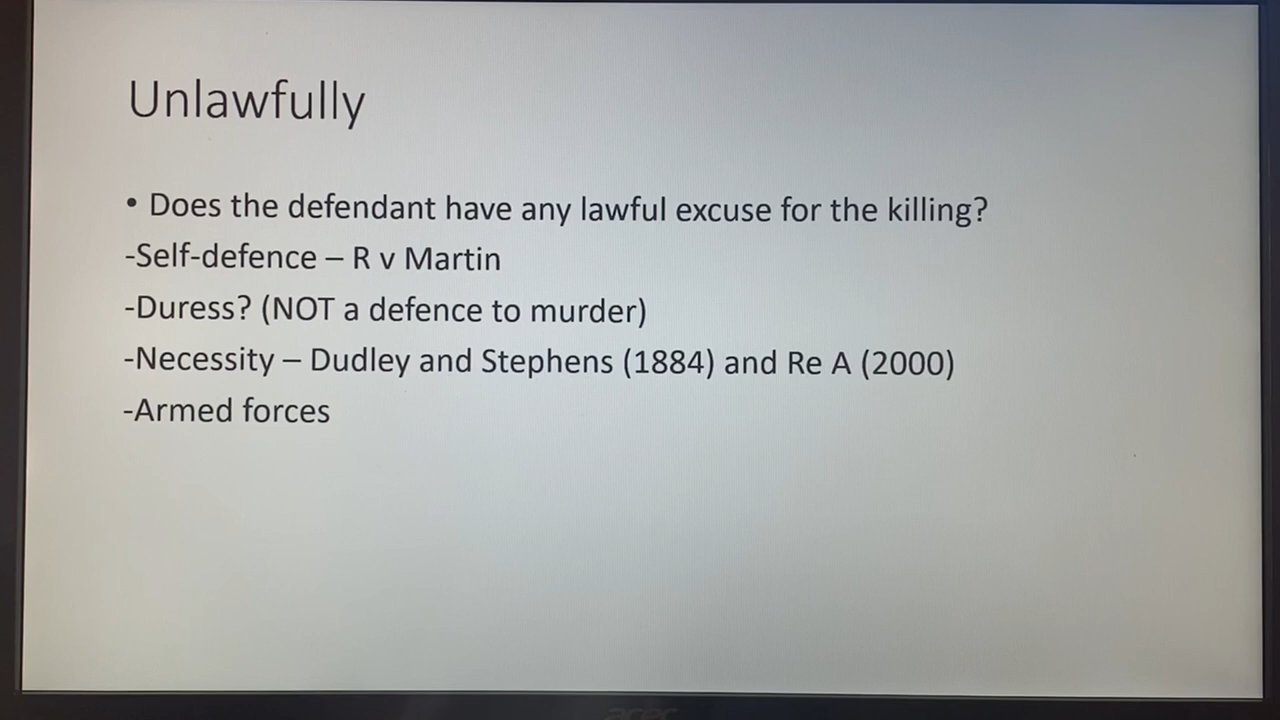 Unlawfully
• Does the defendant have any lawful excuse for the killing?
-Self-defence – R v Martin
-Duress? (NOT a defence to murder)
-Necessity – Dudley and Stephens (1884) and Re A (2000)
-Armed forces
acer